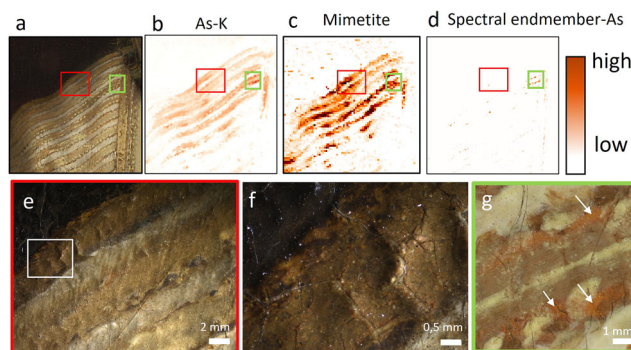 a
b
As-K
c
Mimetite
d
Spectral endmember-As
high
low
e
2 mm
f
0,5 mm
g
1 mm